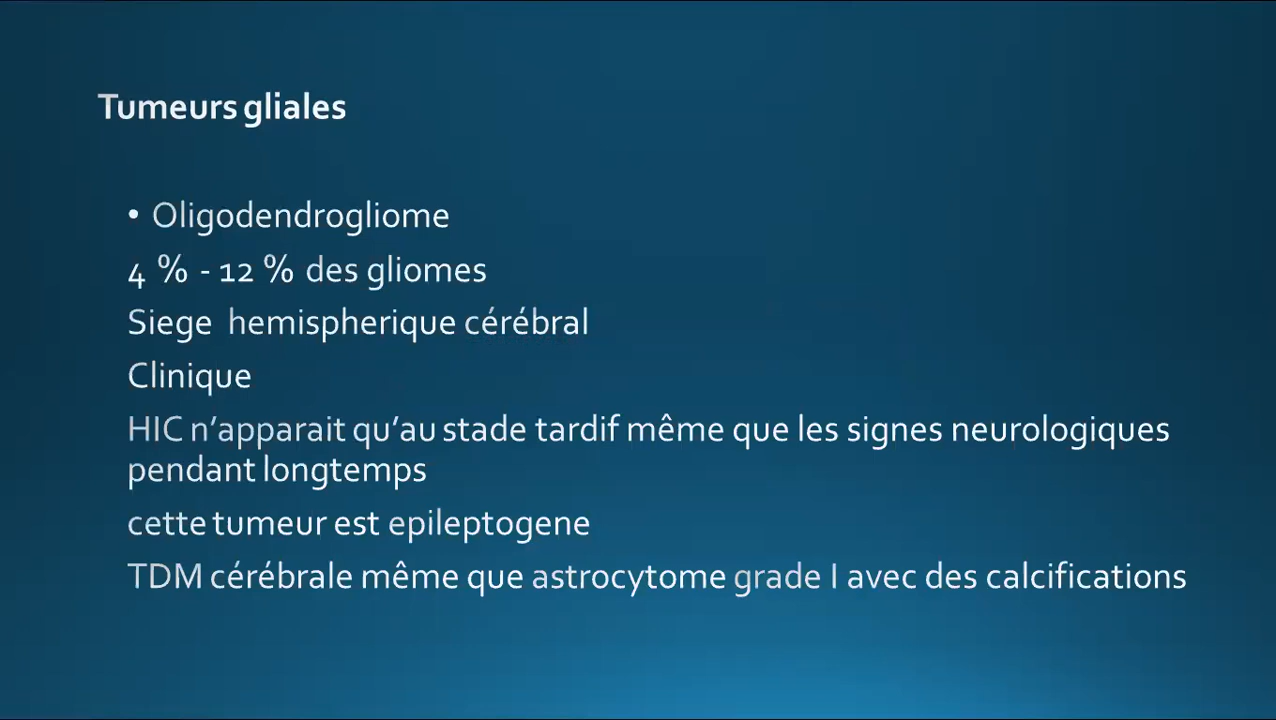 Tumeurs gliales
• Oligodendrogliome
4 % - 12 % des gliomes
Siege hemispherique cérébral
Clinique
HIC n’apparait qu’au stade tardif même que les signes neurologiques
pendant longtemps
cette tumeur est epileptogene
TDM cérébrale même que astrocytome grade I avec des calcifications